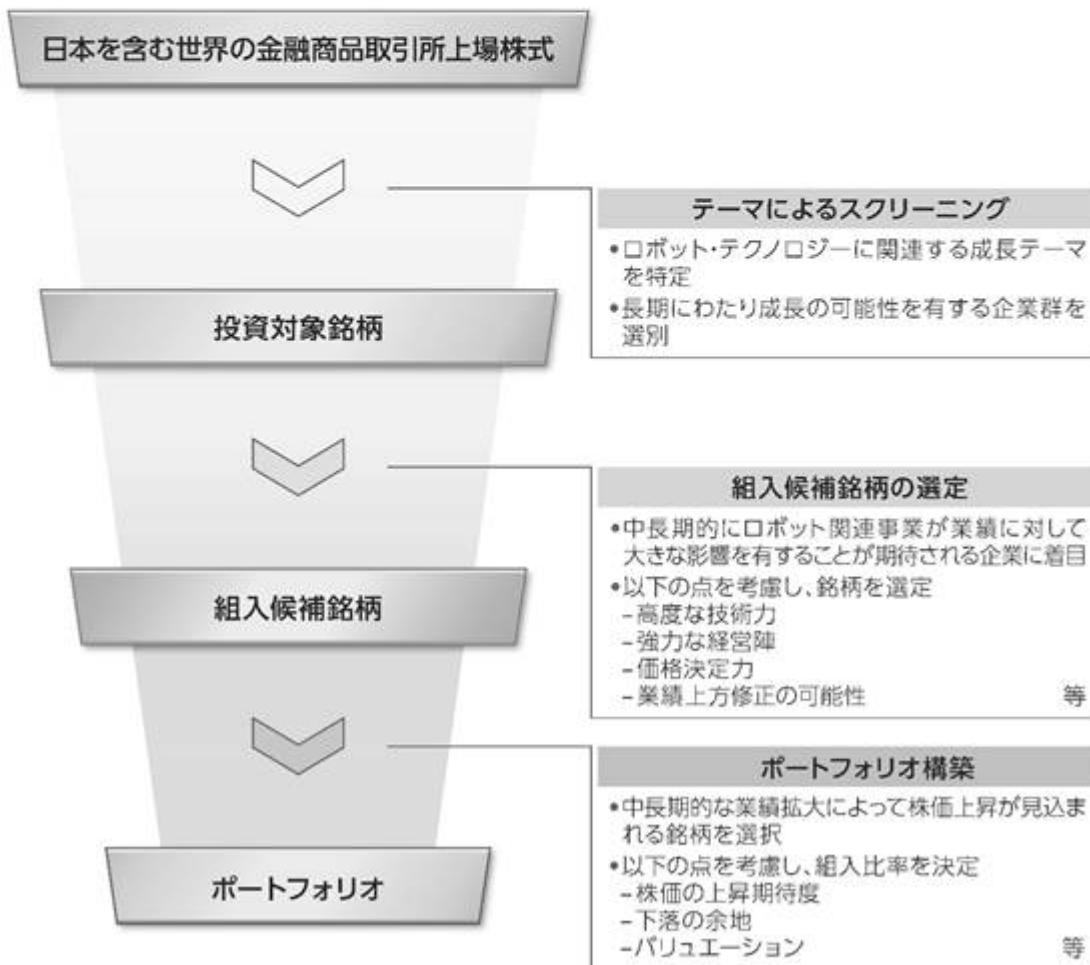 日本を含む世界の金融商品取引所上場株式
テーマによるスクリーニング
•ロボット・テクノロジーに関連する成長テーマ
を特定
•長期にわたり成長の可能性を有する企業群を
選別
投資対象銘柄
組入候補銘柄の選定
•中長期的にロボット関連事業が業績に対して
大きな影響を有することが期待される企業に着目
•以下の点を考慮し、銘柄を選定
–高度な技術力
–強力な経営陣
–価格決定力
–業績上方修正の可能性 等
組入候補銘柄
ポートフォリオ構築
•中長期的な業績拡大によって株価上昇が見込ま
れる銘柄を選択
•以下の点を考慮し、組入比率を決定
–株価の上昇期待度
–下落の余地
–バリュエーション 等
ポートフォリオ